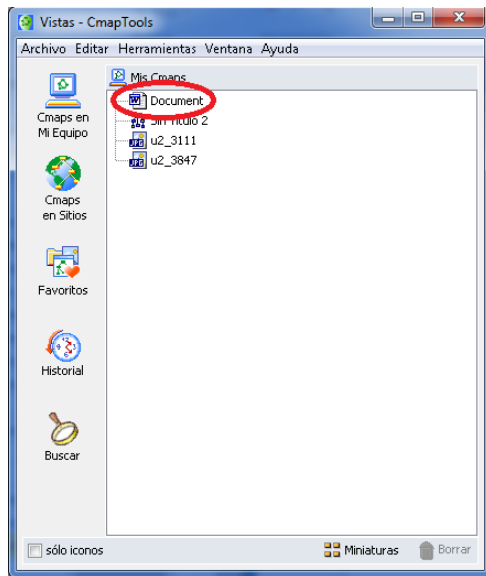 Vistas - CmapTools
Archivo Editar Herramientas Ventana Ayuda
Mis Cmaps
Document
Sin Titulo 2
u2_3111
u2_3847
Cmaps en
Mi Equipo
Cmaps
en Sitios
Favoritos
Historial
Buscar
sólo iconos
Miniaturas
Borrar